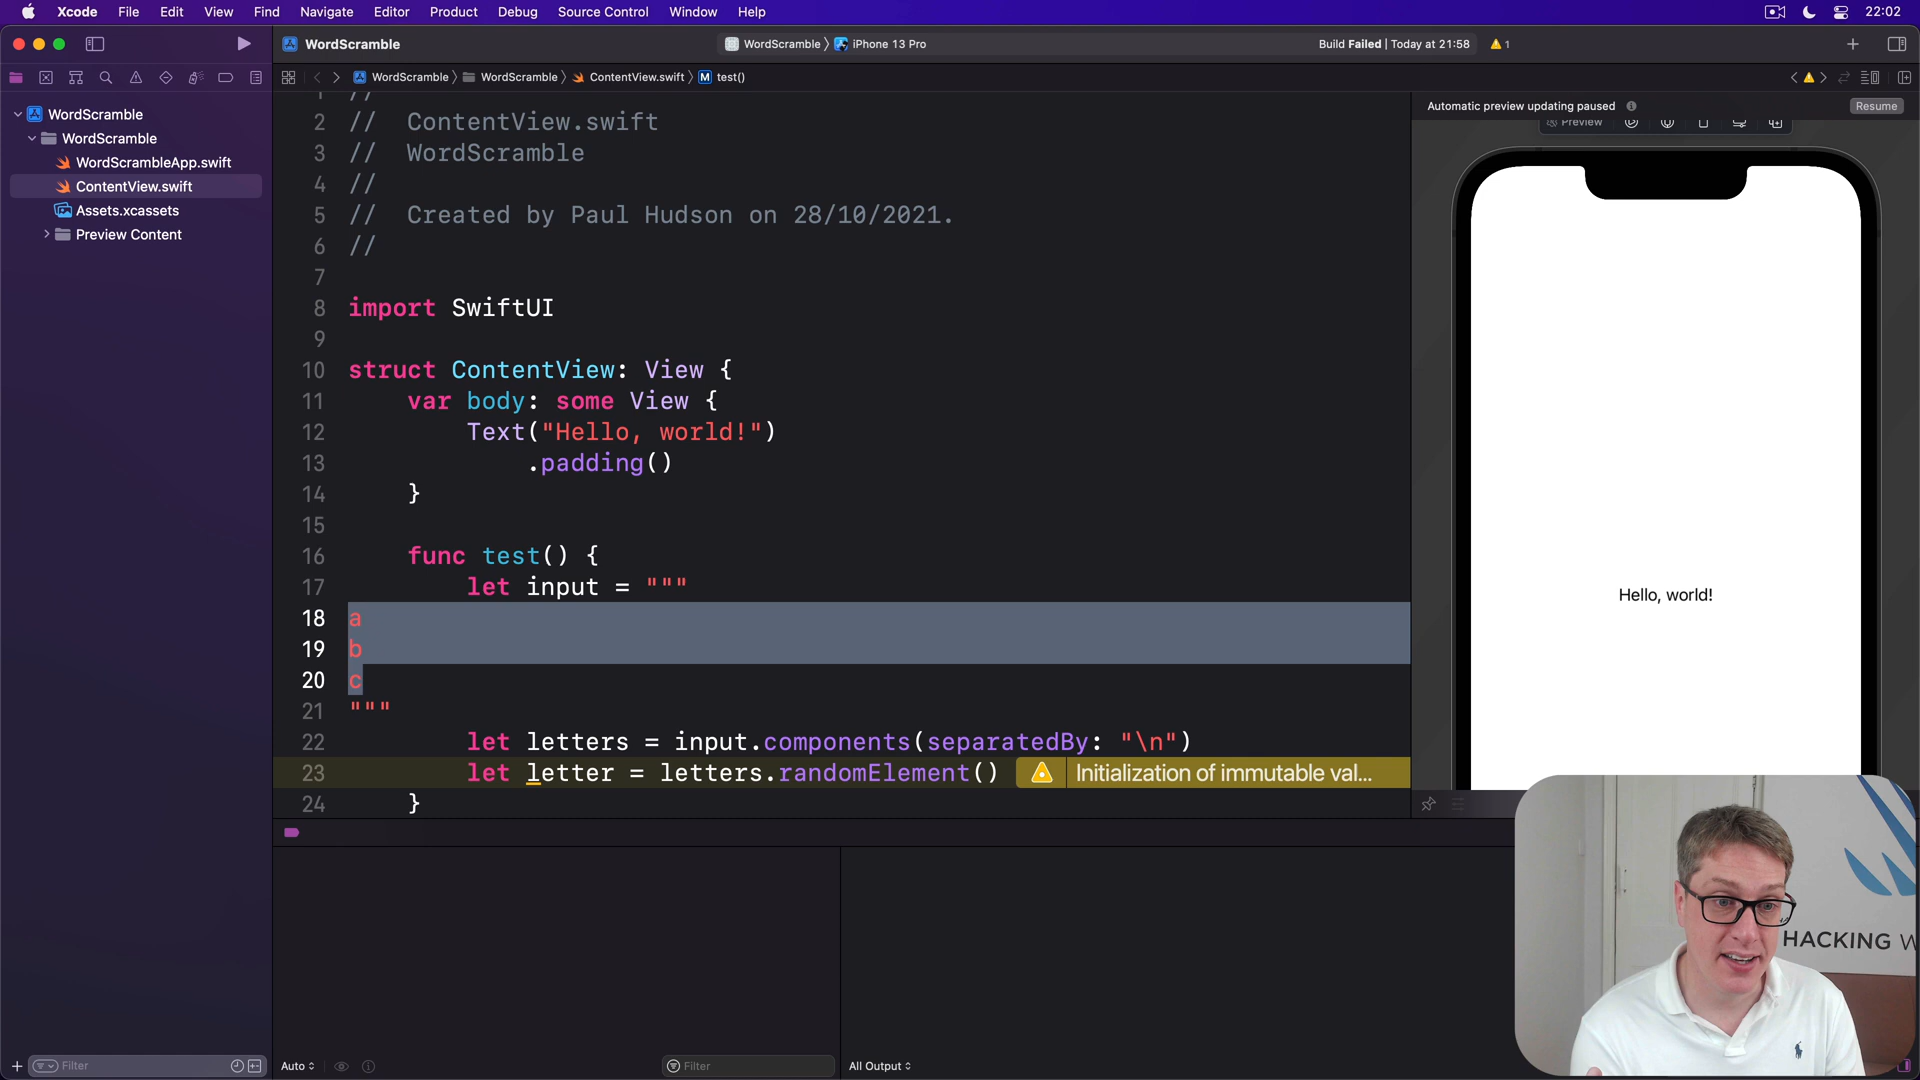 Xcode File Edit View Find Navigate Editor Product Debug Source Control Window Help 22:02
WordScramble WordScramble iPhone 13 Pro Build Failed | Today at 21:58 1
WordScramble WordScramble ContentView.swift M test()
Automatic preview updating paused Resume
Preview
WordScramble
WordScramble
WordScrambleApp.swift
ContentView.swift
Assets.xcassets
Preview Content
1 //
2 // ContentView.swift
3 // WordScramble
4 //
5 // Created by Paul Hudson on 28/10/2021.
6 //
7
8 import SwiftUI
9
10 struct ContentView: View {
11 var body: some View {
12 Text("Hello, world!")
13 .padding()
14 }
15
16 func test() {
17 let input = """
18 a
19 b
20 c
21 """
22 let letters = input.components(separatedBy: "\n")
23 let letter = letters.randomElement() Initialization of immutable val...
24 }
Hello, world!
HACKING W
Filter
Auto
Filter
All Output